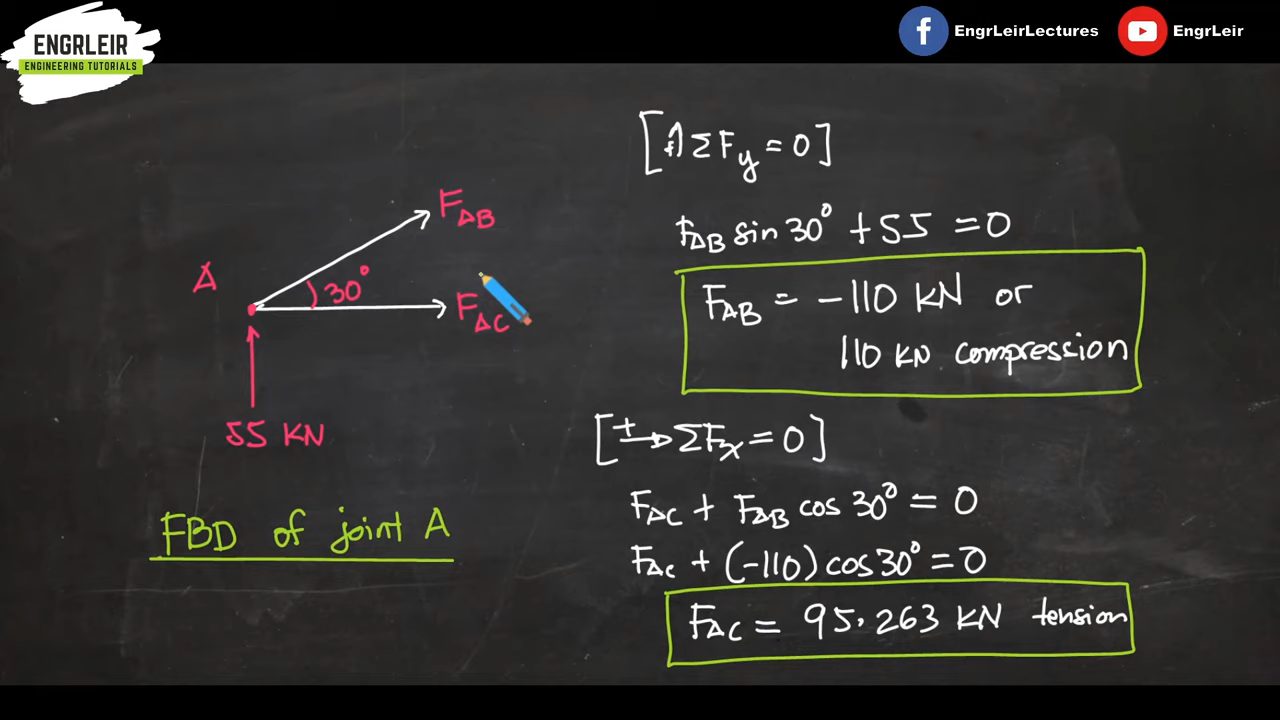 ENGRLEIR
ENGINEERING TUTORIALS
EngrLeirLectures
EngrLeir
[↑ΣFy=0]
FAB sin 30° + 55 = 0
FAB = -110 KN or
110 KN compression
[+→ΣFx=0]
FAC + FAB cos 30° = 0
FAC + (-110) cos 30° = 0
FAC = 95.263 KN tension
FAB
A
30°
FAC
55 KN
FBD of joint A